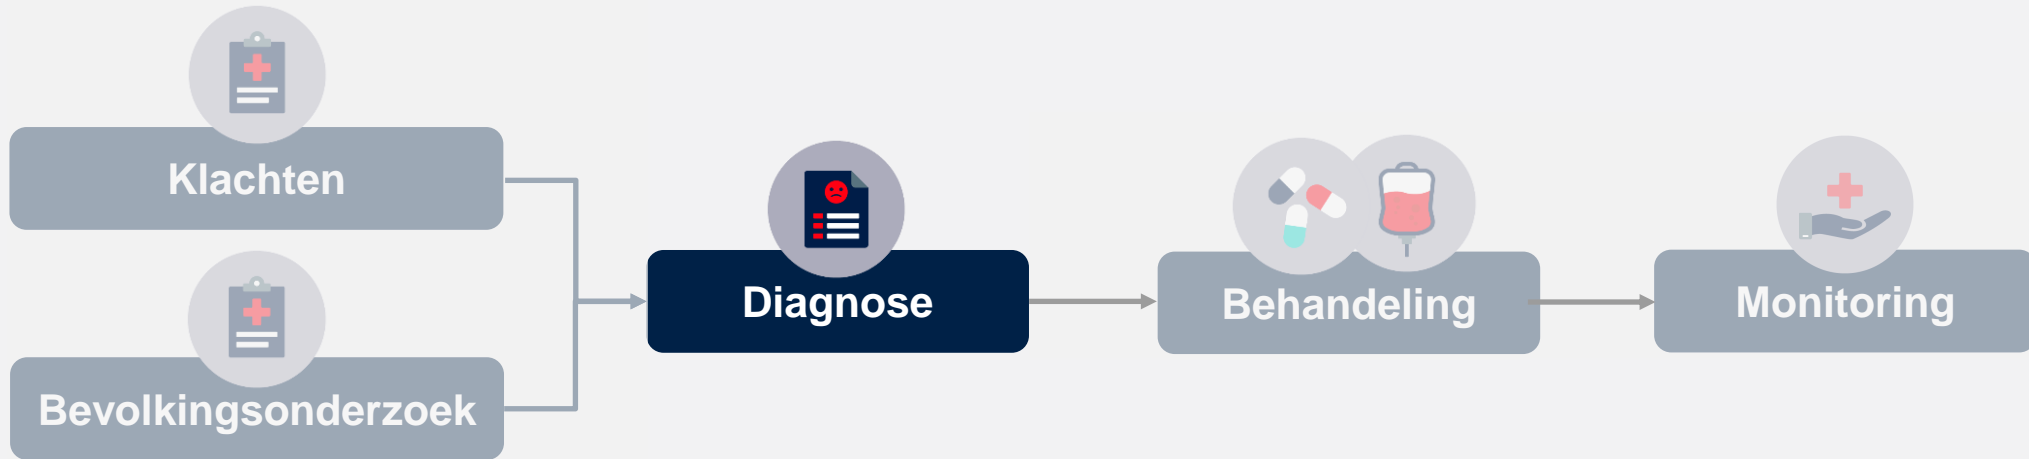 Klachten
Bevolkingsonderzoek
Diagnose
Behandeling
Monitoring